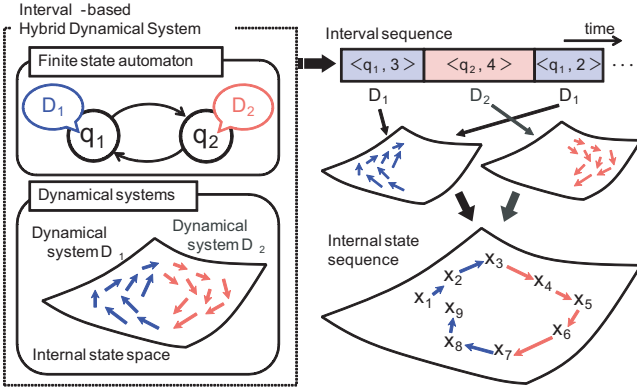 Interval -based
Hybrid Dynamical System
Finite state automaton
D1
D2
q1
q2
Dynamical systems
Dynamical
system D1
Dynamical
system D2
Internal state space
Interval sequence
time
<q1, 3>
<q2, 4>
<q1, 2>
...
D1
D2
D1
Internal state
sequence
x1
x2
x3
x4
x5
x6
x7
x8
x9